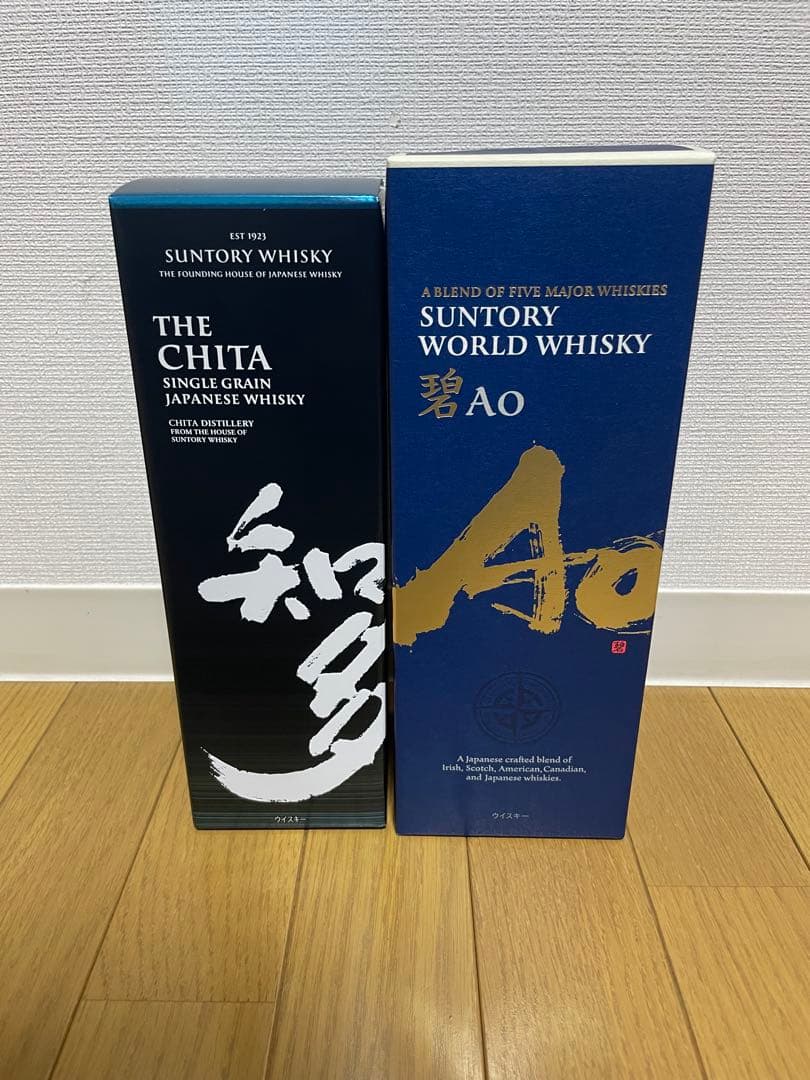 EST 1923
SUNTORY WHISKY
THE FOUNDING HOUSE OF JAPANESE WHISKY
THE
CHITA
SINGLE GRAIN
JAPANESE WHISKY
CHITA DISTILLERY
FROM THE HOUSE OF
SUNTORY WHISKY
知
多
ウイスキー
A BLEND OF FIVE MAJOR WHISKIES
SUNTORY
WORLD WHISKY
碧 Ao
Ao
碧
A Japanese crafted blend of
Irish, Scotch, American, Canadian,
and Japanese whiskies.
ウイスキー